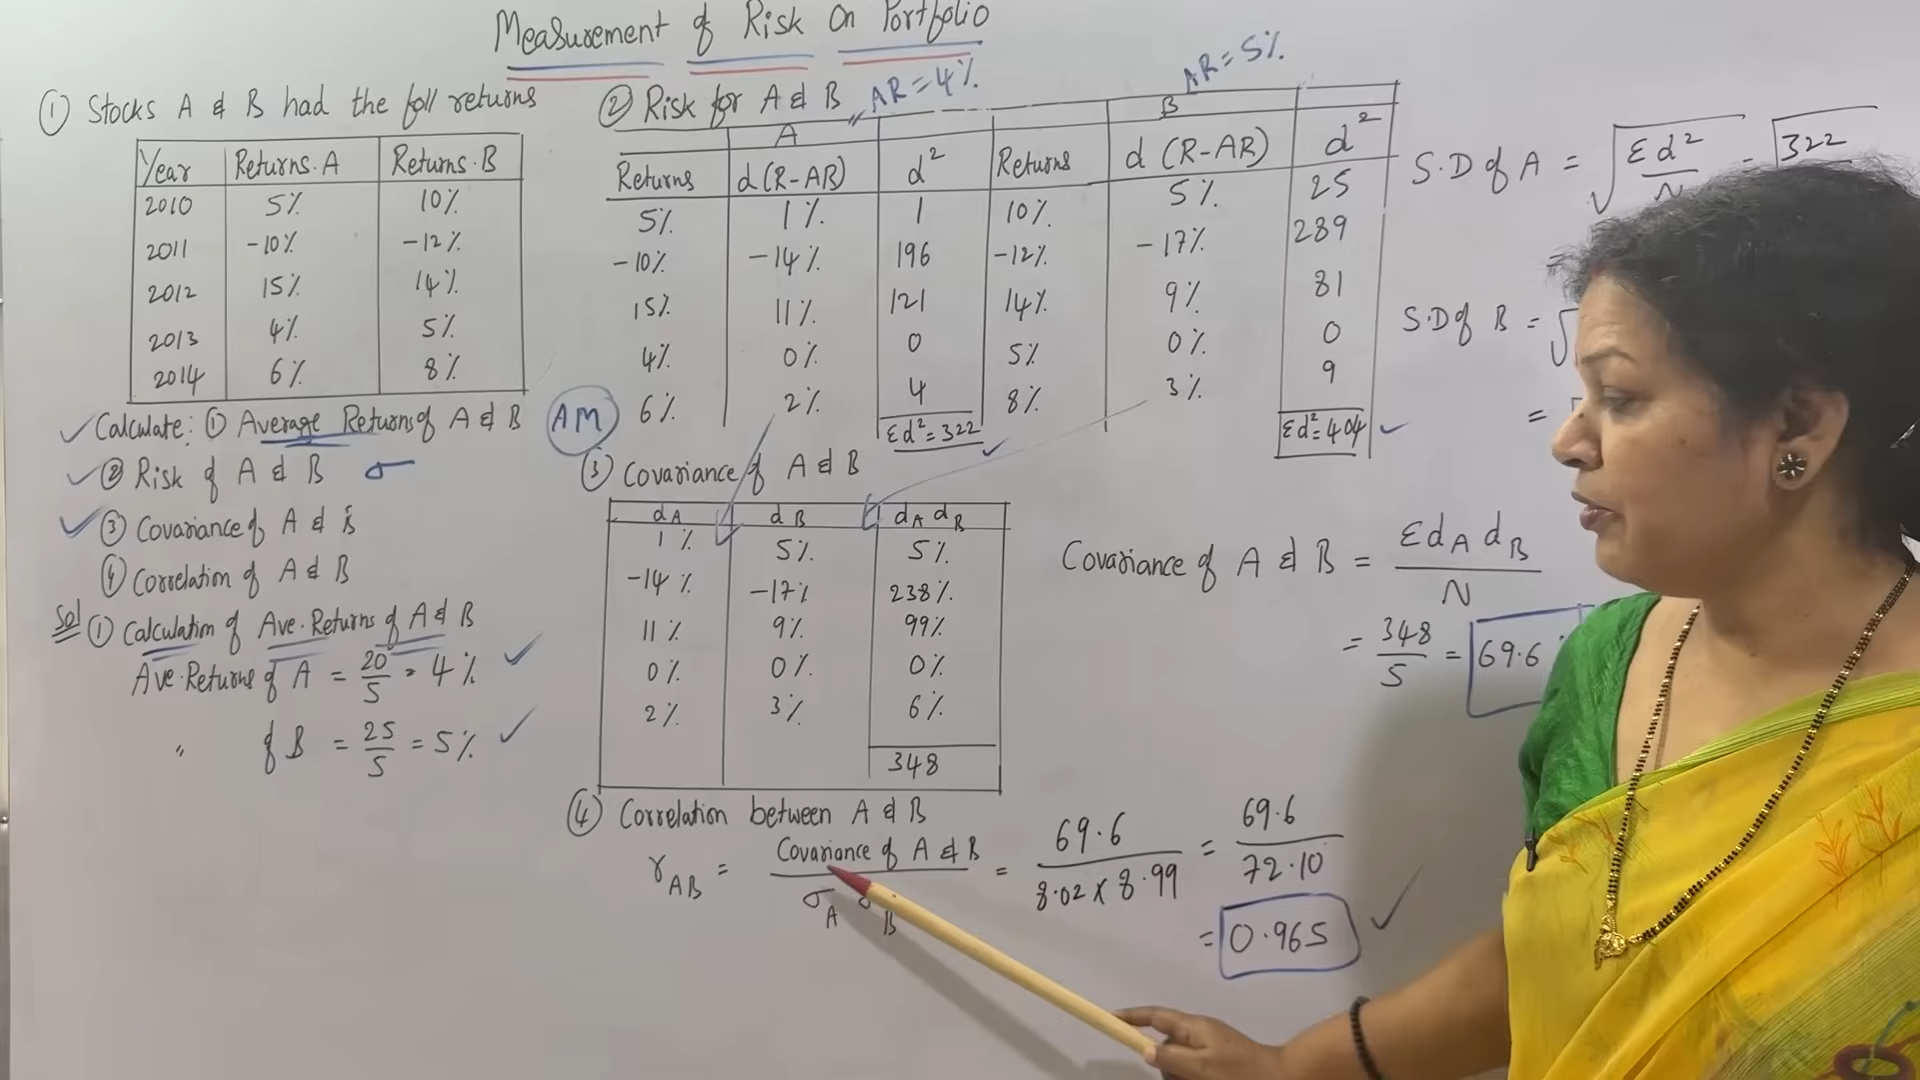 Measurement of Risk On Portfolio
① Stocks A & B had the foll returns
Year Returns.A Returns.B
2010 5% 10%
2011 -10% -12%
2012 15% 14%
2013 4% 5%
2014 6% 8%
Calculate: ① Average Returns of A & B
② Risk of A & B σ
③ Covariance of A & B
④ Correlation of A & B
Sol ① Calculation of Ave.Returns of A & B
Ave.Returns of A = 20/5 = 4%
" of B = 25/5 = 5%
② Risk for A & B
AR = 4% AR = 5%
A B
Returns d(R-AR) d² Returns d (R-AR) d²
5% 1% 1 10% 5% 25
-10% -14% 196 -12% -17% 289
15% 11% 121 14% 9% 81
4% 0% 0 5% 0% 0
6% 2% 4 8% 3% 9
Σd²=322 Σd²=404
AM
③ Covariance of A & B
dA dB dA dB
1% 5% 5%
-14% -17% 238%
11% 9% 99%
0% 0% 0%
2% 3% 6%
348
S.D of A = √Σd²/N = 322
S.D of B = √
=
Covariance of A & B = ΣdA dB / N
= 348/5 = 69.6
④ Correlation between A & B
rAB = Covariance of A & B / σA σB = 69.6 / 8.02 x 8.99 = 69.6 / 72.10
= 0.965